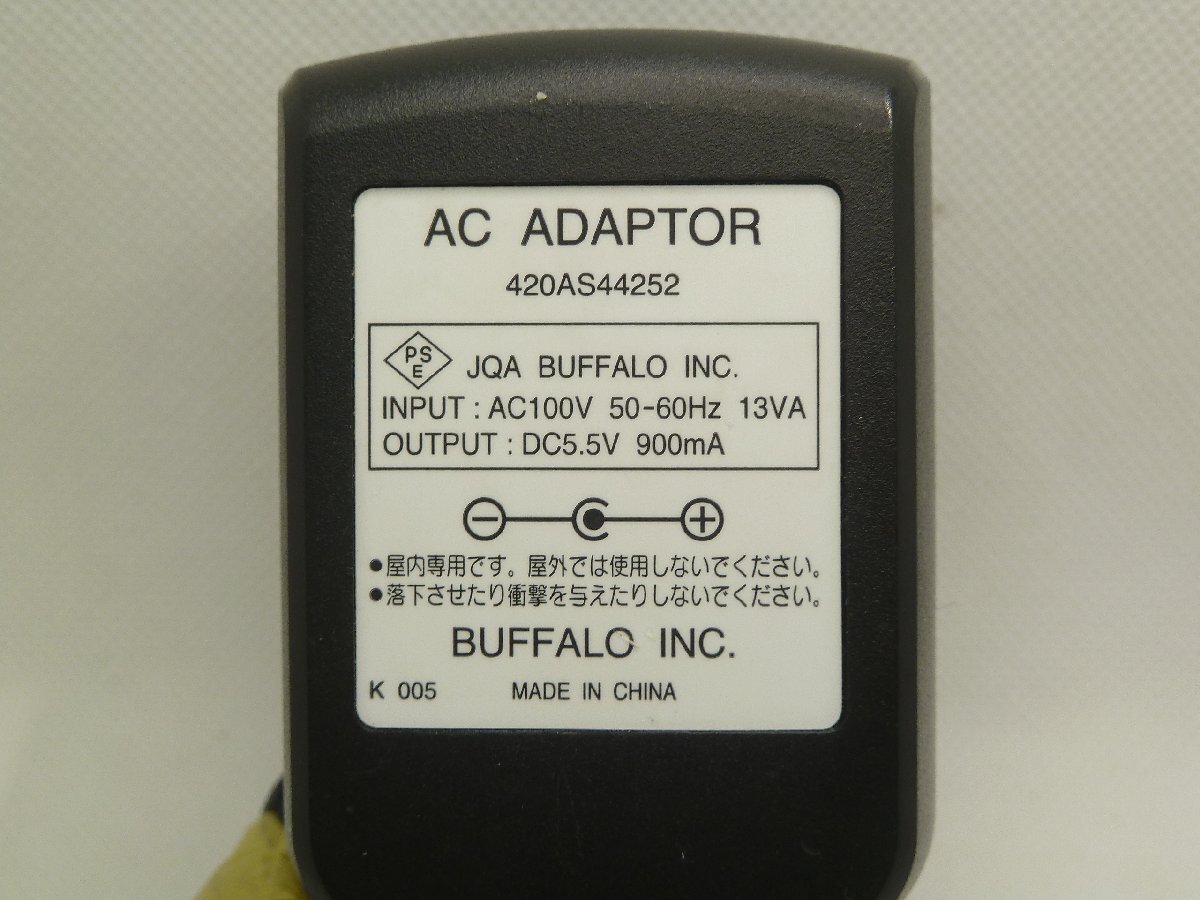 AC ADAPTOR
420AS44252
PS
E
JQA BUFFALO INC.
INPUT : AC100V 50-60Hz 13VA
OUTPUT : DC5.5V 900mA
●屋内専用です。屋外では使用しないでください。
●落下させたり衝撃を与えたりしないでください。
BUFFALO INC.
K 005 MADE IN CHINA